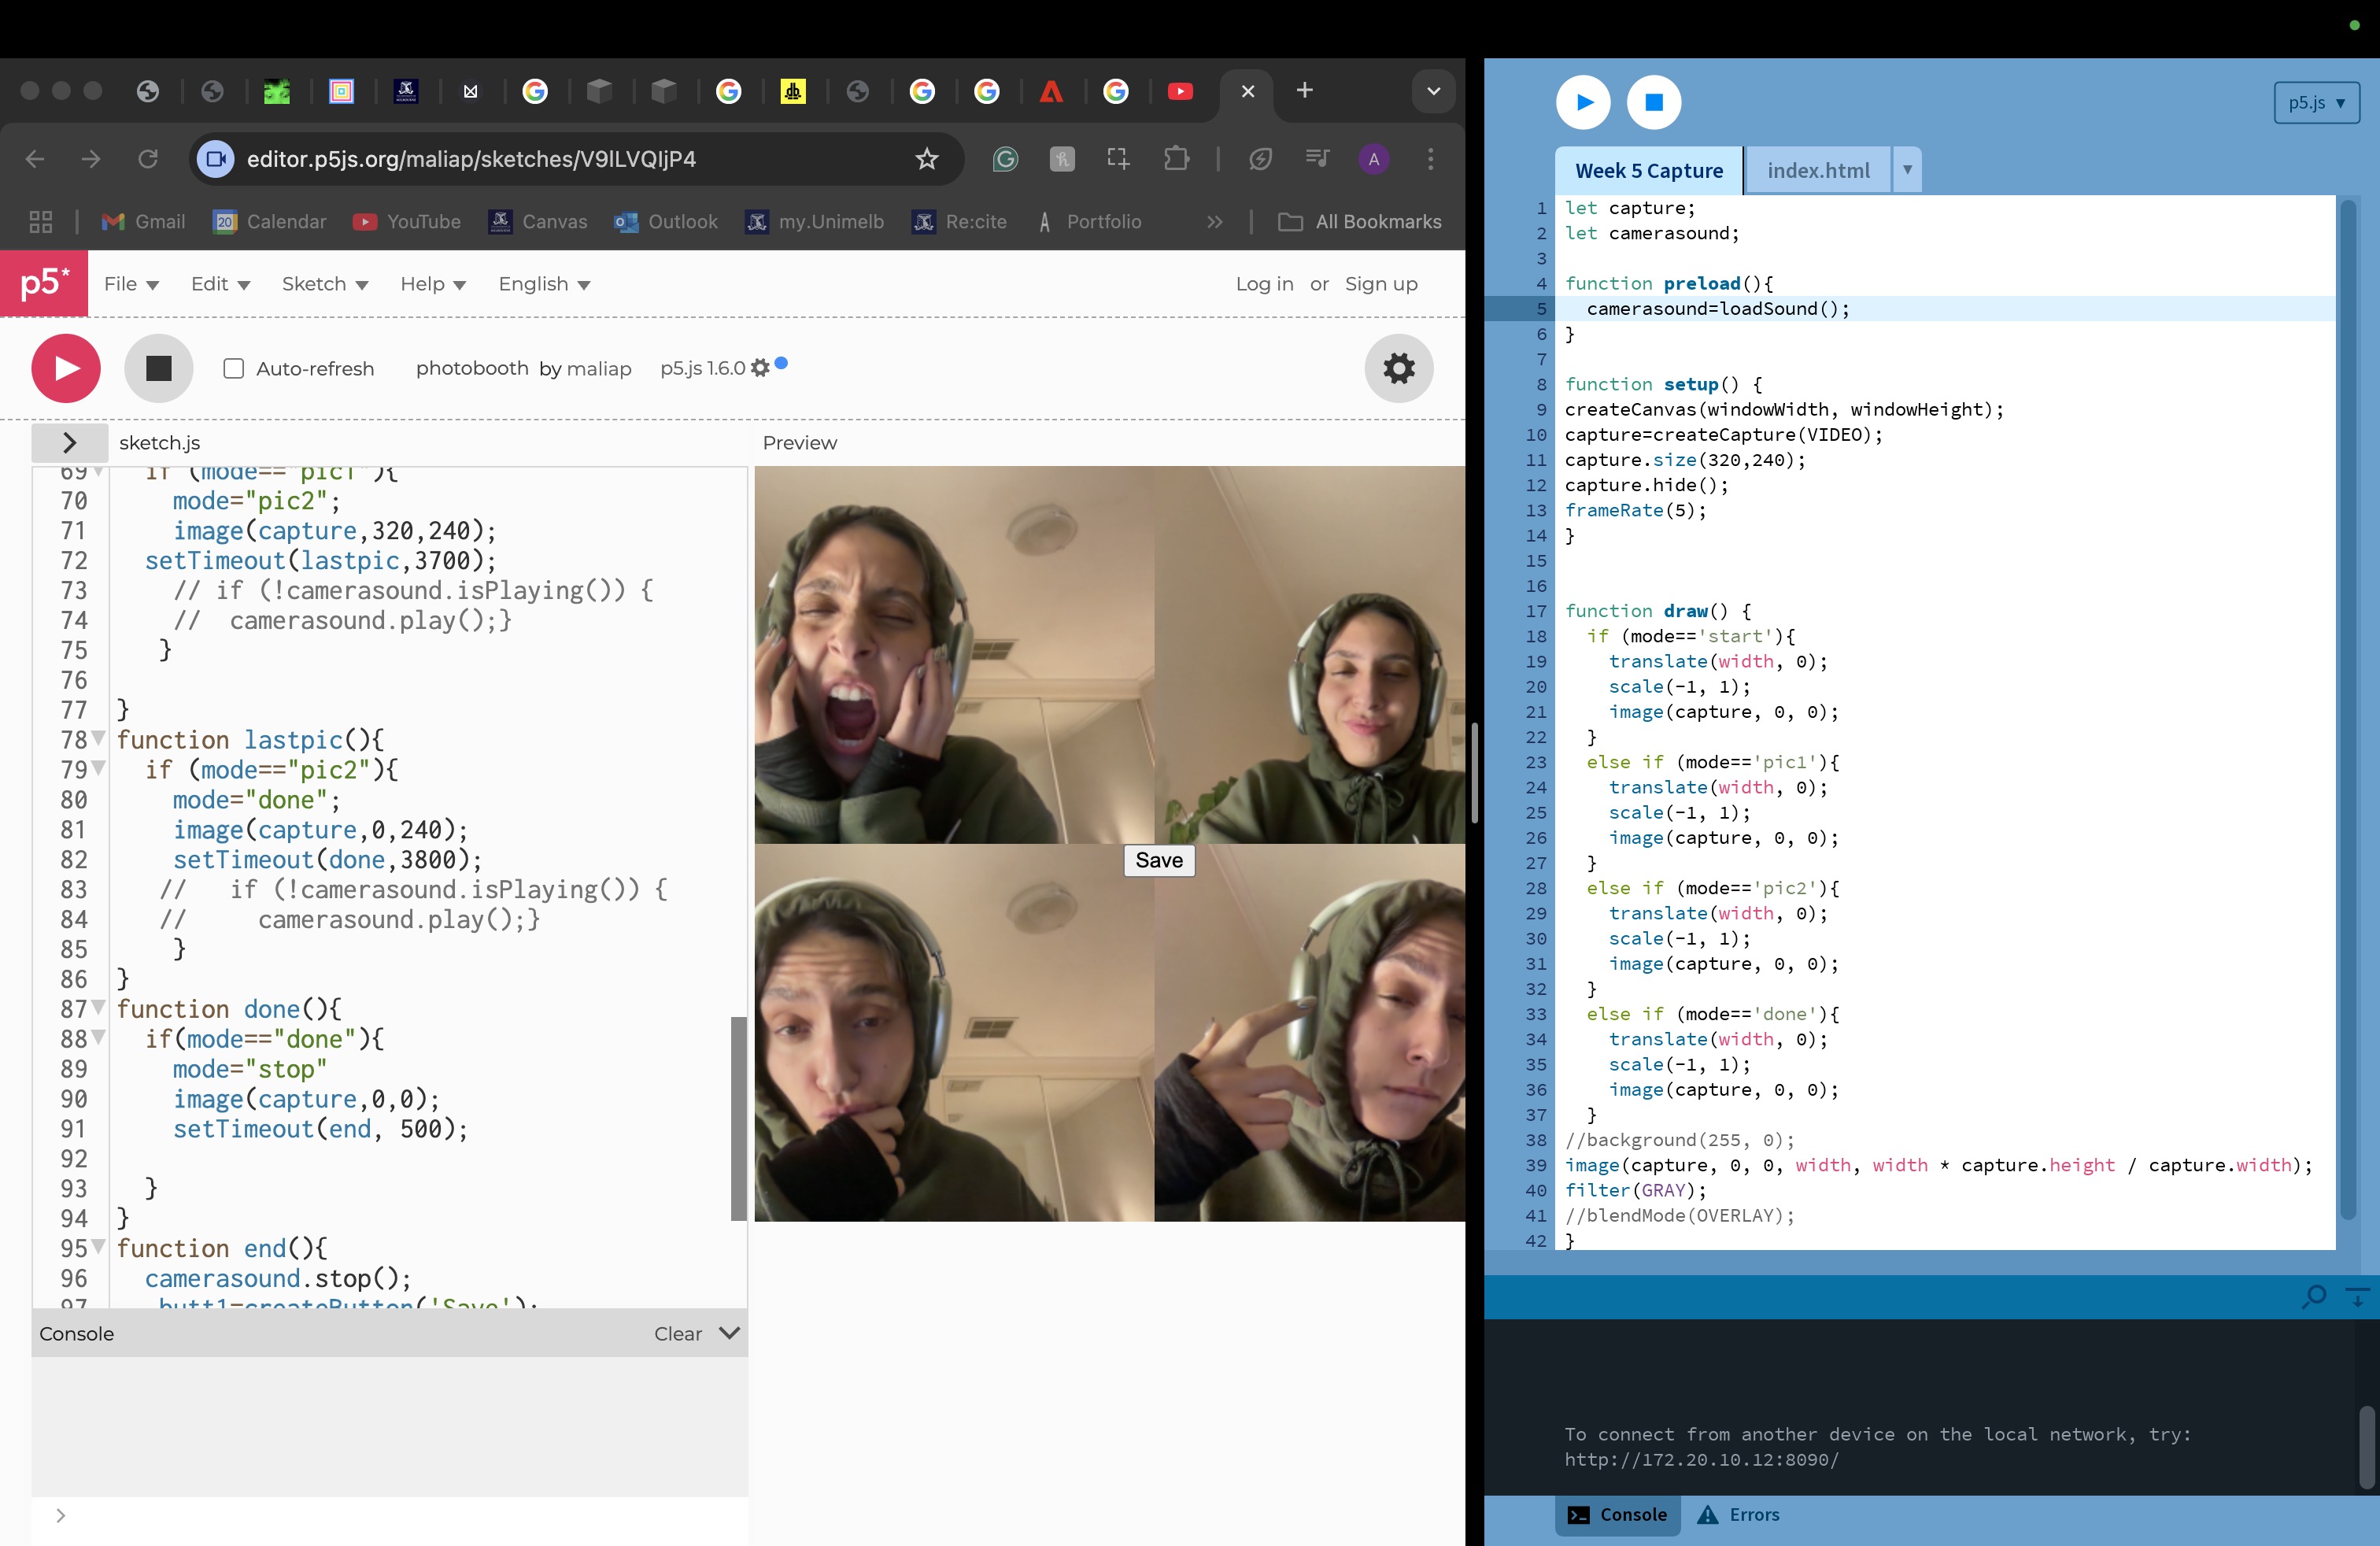 editor.p5js.org/maliap/sketches/V9ILVQIjP4
A
Gmail
20
Calendar
YouTube
Canvas
Outlook
my.Unimelb
Re:cite
Portfolio
All Bookmarks
p5*
File
Edit
Sketch
Help
English
Log in or Sign up
Auto-refresh
photobooth by maliap
p5.js 1.6.0
sketch.js
Preview
69 if (mode=="pic1"){
70 mode="pic2";
71 image(capture,320,240);
72 setTimeout(lastpic,3700);
73 // if (!camerasound.isPlaying()) {
74 // camerasound.play();}
75 }
76
77 }
78 function lastpic(){
79 if (mode=="pic2"){
80 mode="done";
81 image(capture,0,240);
82 setTimeout(done,3800);
83 // if (!camerasound.isPlaying()) {
84 // camerasound.play();}
85 }
86 }
87 function done(){
88 if(mode=="done"){
89 mode="stop"
90 image(capture,0,0);
91 setTimeout(end, 500);
92
93 }
94 }
95 function end(){
96 camerasound.stop();
97 butt1=createButton('Save');
Save
Console
Clear
p5.js
Week 5 Capture
index.html
1 let capture;
2 let camerasound;
3
4 function preload(){
5 camerasound=loadSound();
6 }
7
8 function setup() {
9 createCanvas(windowWidth, windowHeight);
10 capture=createCapture(VIDEO);
11 capture.size(320,240);
12 capture.hide();
13 frameRate(5);
14 }
15
16
17 function draw() {
18 if (mode=='start'){
19 translate(width, 0);
20 scale(-1, 1);
21 image(capture, 0, 0);
22 }
23 else if (mode=='pic1'){
24 translate(width, 0);
25 scale(-1, 1);
26 image(capture, 0, 0);
27 }
28 else if (mode=='pic2'){
29 translate(width, 0);
30 scale(-1, 1);
31 image(capture, 0, 0);
32 }
33 else if (mode=='done'){
34 translate(width, 0);
35 scale(-1, 1);
36 image(capture, 0, 0);
37 }
38 //background(255, 0);
39 image(capture, 0, 0, width, width * capture.height / capture.width);
40 filter(GRAY);
41 //blendMode(OVERLAY);
42 }
To connect from another device on the local network, try:
http://172.20.10.12:8090/
Console
Errors